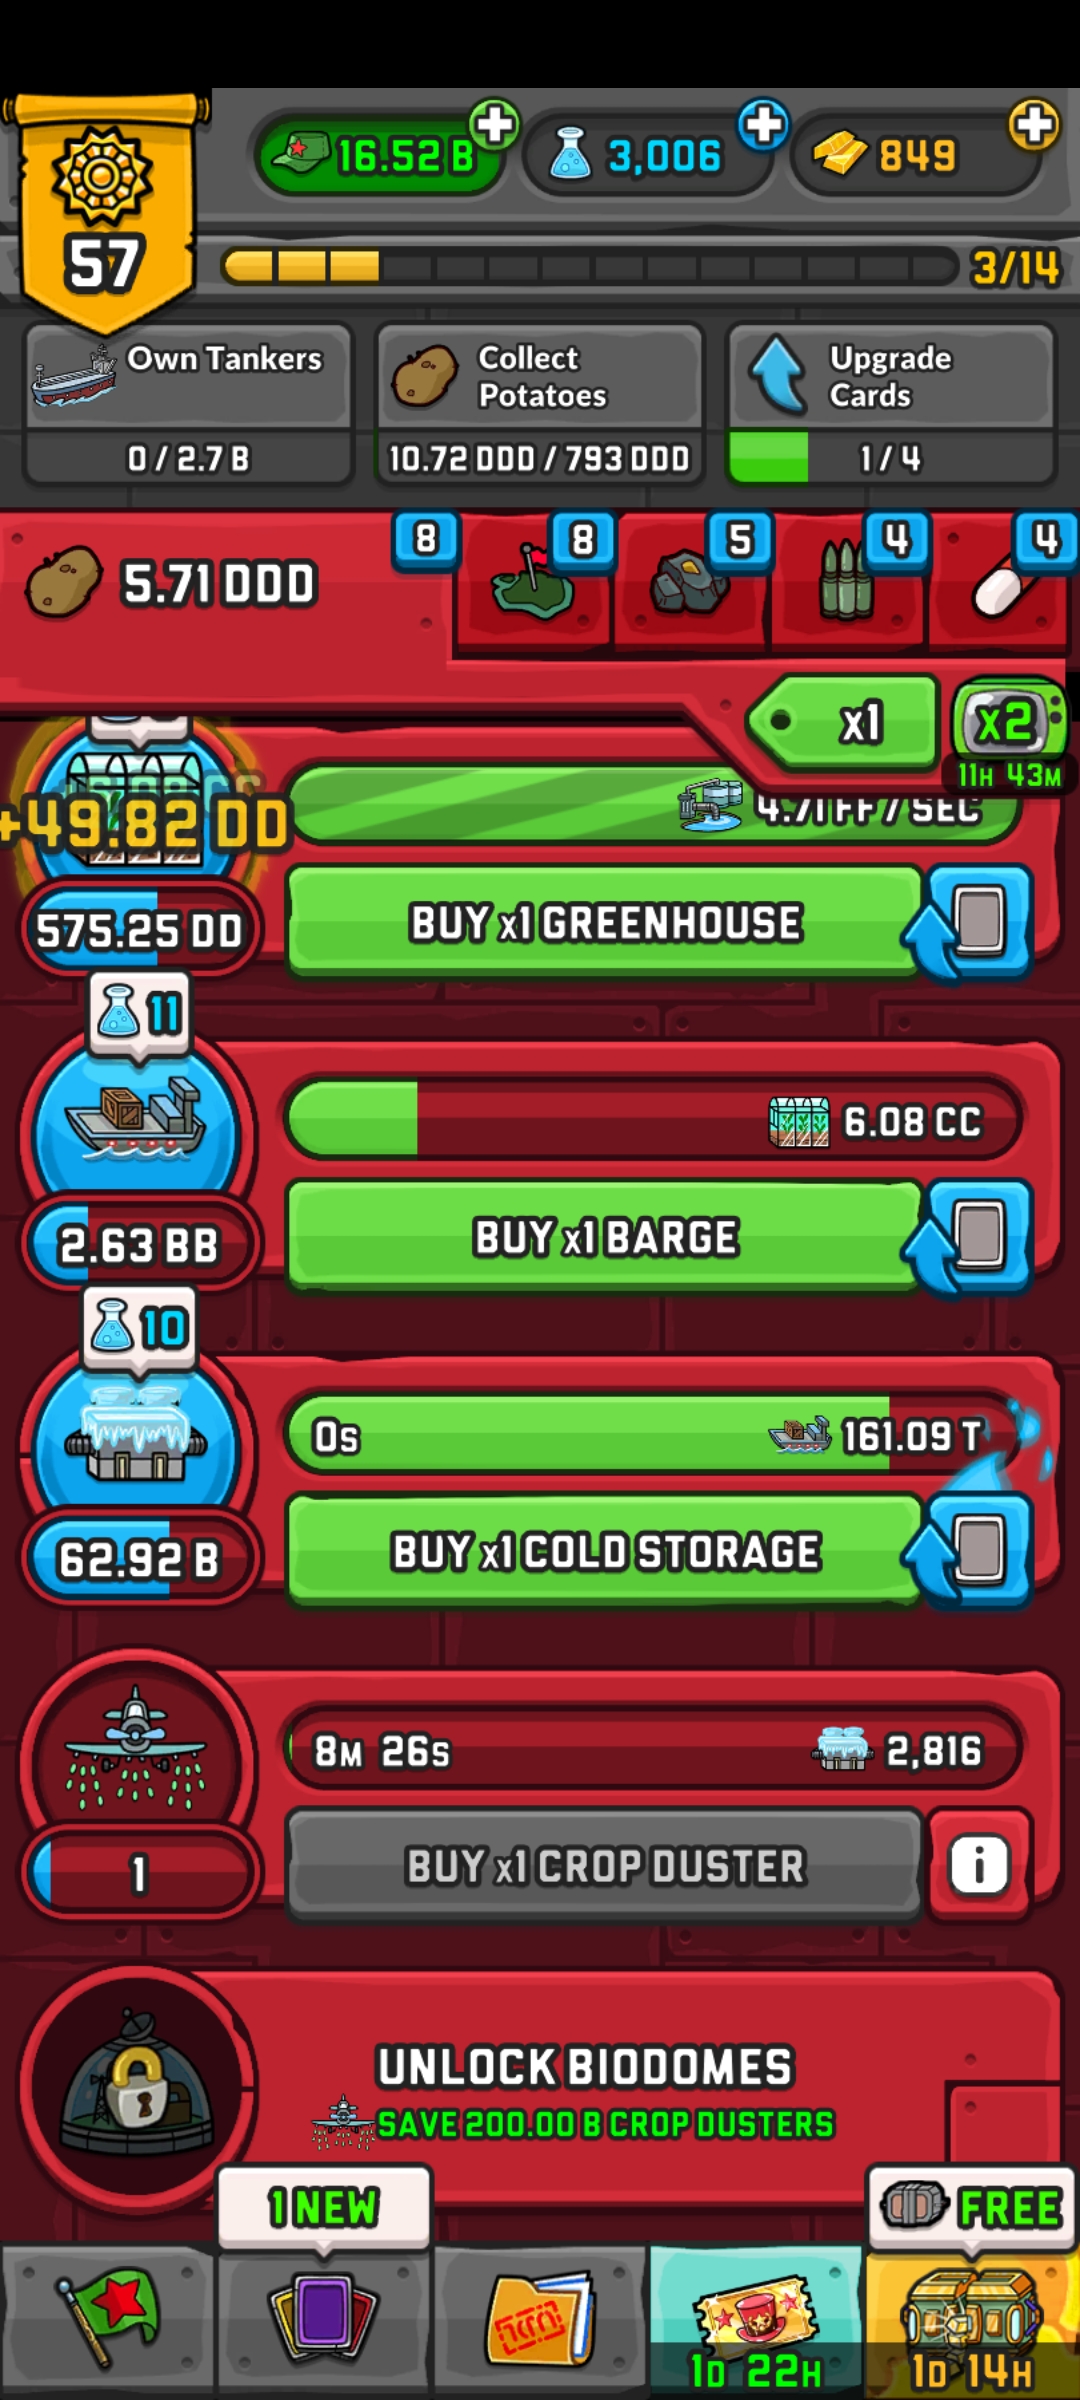 16.52 B
3,006
849
57
3/14
Own Tankers
0 / 2.7 B
Collect
Potatoes
10.72 DDD / 793 DDD
Upgrade
Cards
1 / 4
5.71 DDD
8
8
5
4
4
x1
x2
11H 43M
+49.82 DD
4.71 FF / SEC
575.25 DD
BUY x1 GREENHOUSE
11
6.08 CC
2.63 BB
BUY x1 BARGE
10
0s
161.09 T
62.92 B
BUY x1 COLD STORAGE
8M 26s
2,816
1
BUY x1 CROP DUSTER
i
UNLOCK BIODOMES
SAVE 200.00 B CROP DUSTERS
1 NEW
FREE
1D 22H
1D 14H